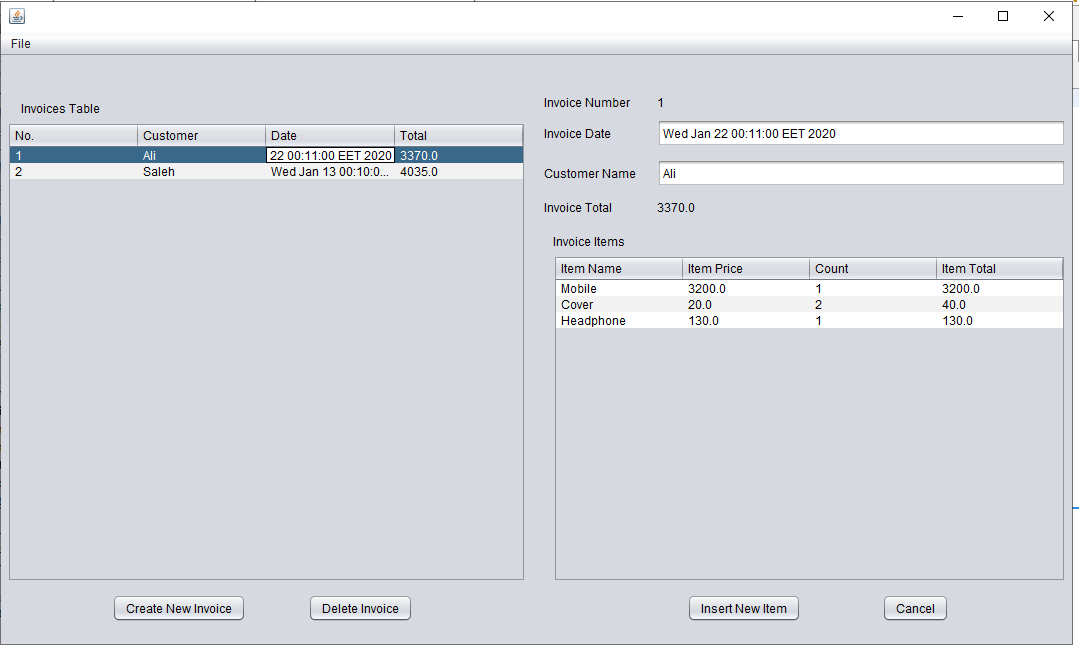 File
Invoices Table
No. Customer Date Total
1 Ali 22 00:11:00 EET 2020 3370.0
2 Saleh Wed Jan 13 00:10:0... 4035.0
Create New Invoice Delete Invoice
Invoice Number 1
Invoice Date Wed Jan 22 00:11:00 EET 2020
Customer Name Ali
Invoice Total 3370.0
Invoice Items
Item Name Item Price Count Item Total
Mobile 3200.0 1 3200.0
Cover 20.0 2 40.0
Headphone 130.0 1 130.0
Insert New Item Cancel